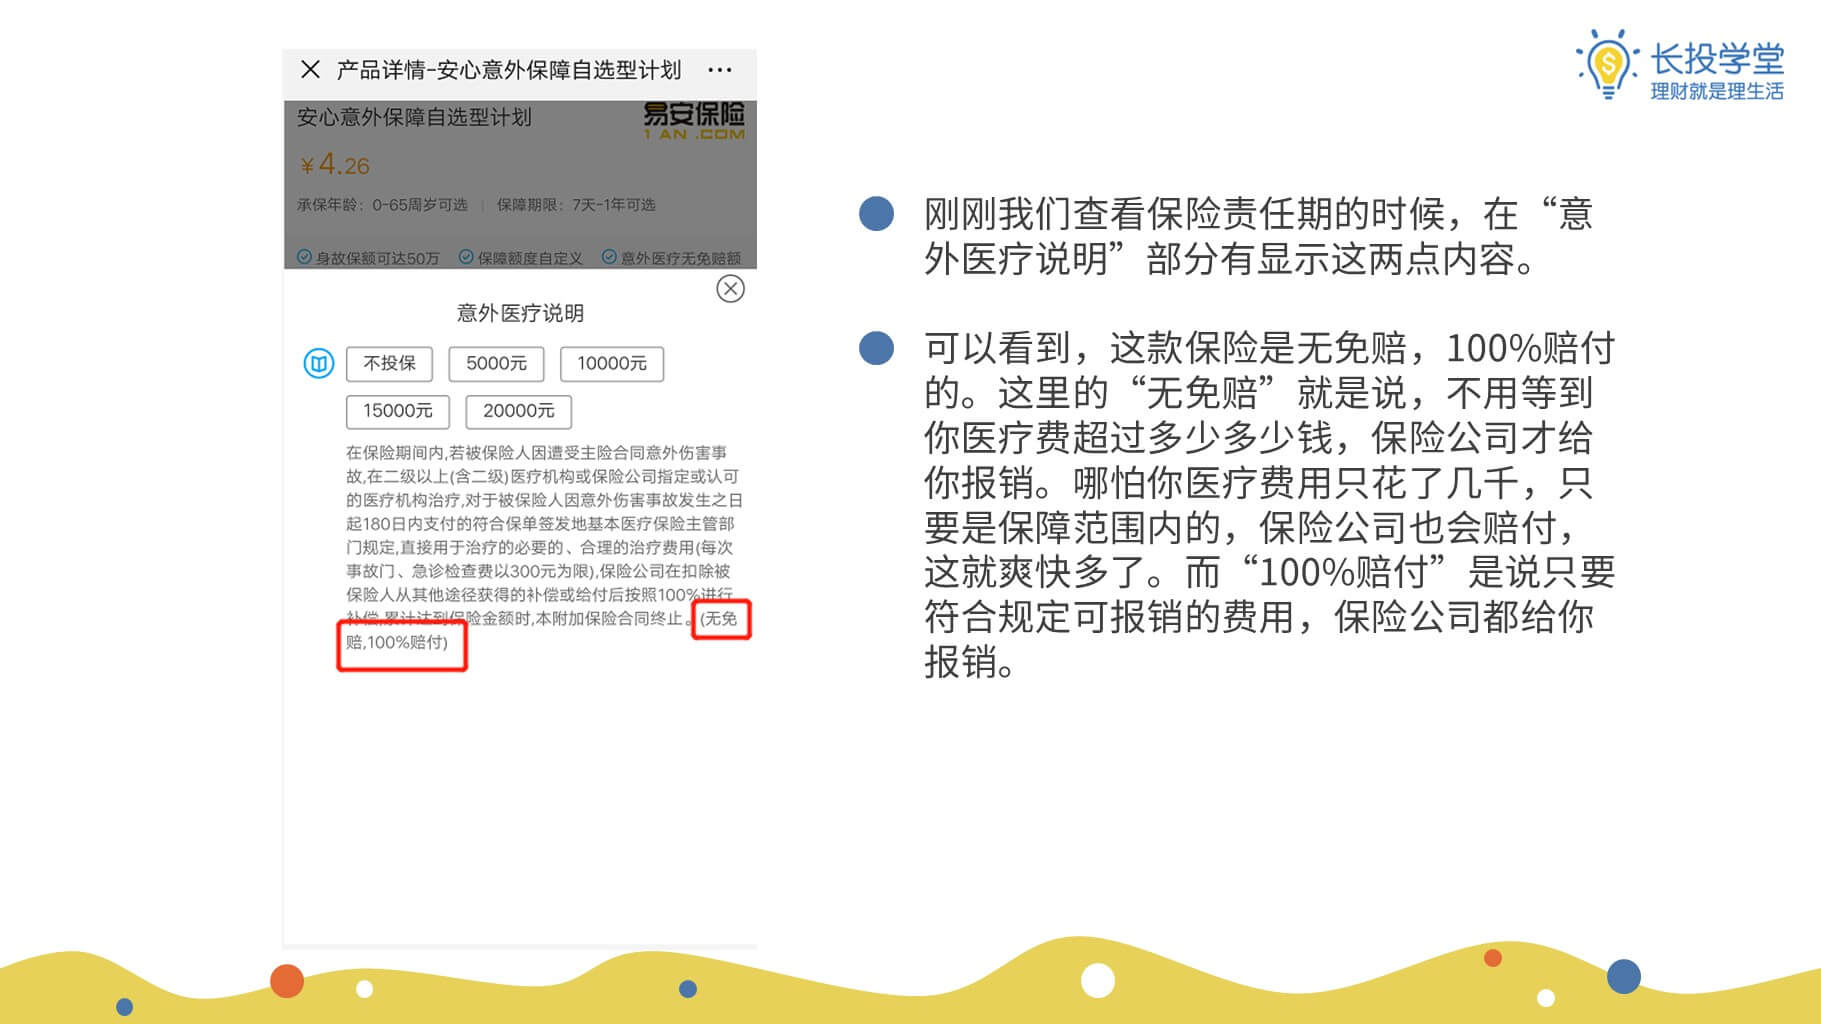 产品详情-安心意外保障自选型计划 ···
安心意外保障自选型计划
易安保险
1 AN .COM
¥4.26
承保年龄：0-65周岁可选 | 保障期限：7天-1年可选
身故保额可达50万 保障额度自定义 意外医疗无免赔额
意外医疗说明
不投保 5000元 10000元
15000元 20000元
在保险期间内,若被保险人因遭受主险合同意外伤害事
故,在二级以上(含二级)医疗机构或保险公司指定或认可
的医疗机构治疗,对于被保险人因意外伤害事故发生之日
起180日内支付的符合保单签发地基本医疗保险主管部
门规定,直接用于治疗的必要的、合理的治疗费用(每次
事故门、急诊检查费以300元为限),保险公司在扣除被
保险人从其他途径获得的补偿或给付后按照100%进行
补偿,累计达到保险金额时,本附加保险合同终止。(无免
赔,100%赔付)
长投学堂
理财就是理生活
刚刚我们查看保险责任期的时候，在“意
外医疗说明”部分有显示这两点内容。
可以看到，这款保险是无免赔，100%赔付
的。这里的“无免赔”就是说，不用等到
你医疗费超过多少多少钱，保险公司才给
你报销。哪怕你医疗费用只花了几千，只
要是保障范围内的，保险公司也会赔付，
这就爽快多了。而“100%赔付”是说只要
符合规定可报销的费用，保险公司都给你
报销。